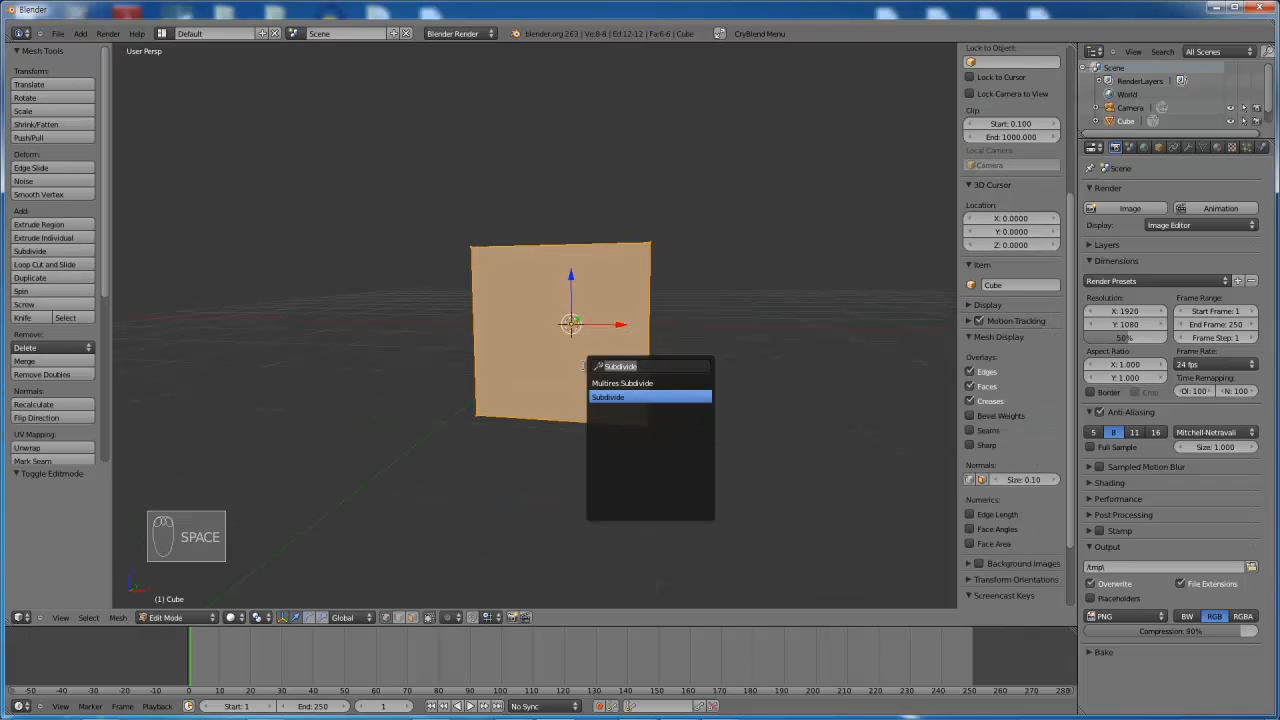 Blender
File Add Render Help Default Scene Blender Render blender.org 263 | Ve:8-8 | Ed:12-12 | Fa:6-6 | Cube CryBlend Menu
Mesh Tools
Transform:
Translate
Rotate
Scale
Shrink/Fatten
Push/Pull
Deform:
Edge Slide
Noise
Smooth Vertex
Add:
Extrude Region
Extrude Individual
Subdivide
Loop Cut and Slide
Duplicate
Spin
Screw
Knife Select
Remove:
Delete
Merge
Remove Doubles
Normals:
Recalculate
Flip Direction
UV Mapping:
Unwrap
Mark Seam
Toggle Editmode
User Persp
Subdivide
Multires Subdivide
Subdivide
SPACE
(1) Cube
Lock to Object:
Lock to Cursor
Lock Camera to View
Clip:
Start: 0.100
End: 1000.000
Local Camera:
Camera
3D Cursor
Location:
X: 0.0000
Y: 0.0000
Z: 0.0000
Item
Cube
Display
Motion Tracking
Mesh Display
Overlays:
Edges
Faces
Creases
Bevel Weights
Seams
Sharp
Normals:
Size: 0.10
Numerics:
Edge Length
Edge Angles
Face Area
Background Images
Transform Orientations
Screencast Keys
View Search All Scenes
Scene
RenderLayers
World
Camera
Cube
Scene
Render
Image Animation
Display: Image Editor
Layers
Dimensions
Render Presets
Resolution: Frame Range:
X: 1920 Start Frame: 1
Y: 1080 End Frame: 250
50% Frame Step: 1
Aspect Ratio: Frame Rate:
X: 1.000 24 fps
Y: 1.000 Time Remapping:
Border Crop Ol: 100 N: 100
Anti-Aliasing
5 8 11 16 Mitchell-Netravali
Full Sample Size: 1.000
Sampled Motion Blur
Shading
Performance
Post Processing
Stamp
Output
/tmp\
Overwrite File Extensions
Placeholders
PNG BW RGB RGBA
Compression: 90%
Bake
View Select Mesh Edit Mode Global
-50 -40 -30 -20 -10 0 10 20 30 40 50 60 70 80 90 100 110 120 130 140 150 160 170 180 190 200 210 220 230 240 250 260 270 280
View Marker Frame Playback Start: 1 End: 250 1 No Sync